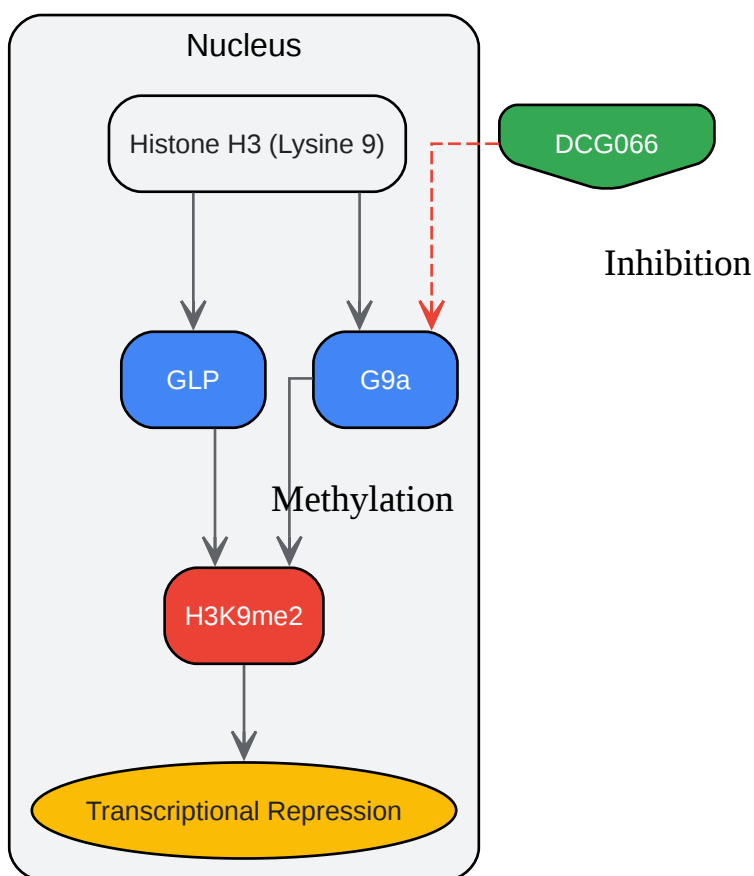 Nucleus
Histone H3 (Lysine 9)
DCG066
Inhibition
GLP
G9a
Methylation
H3K9me2
Transcriptional Repression